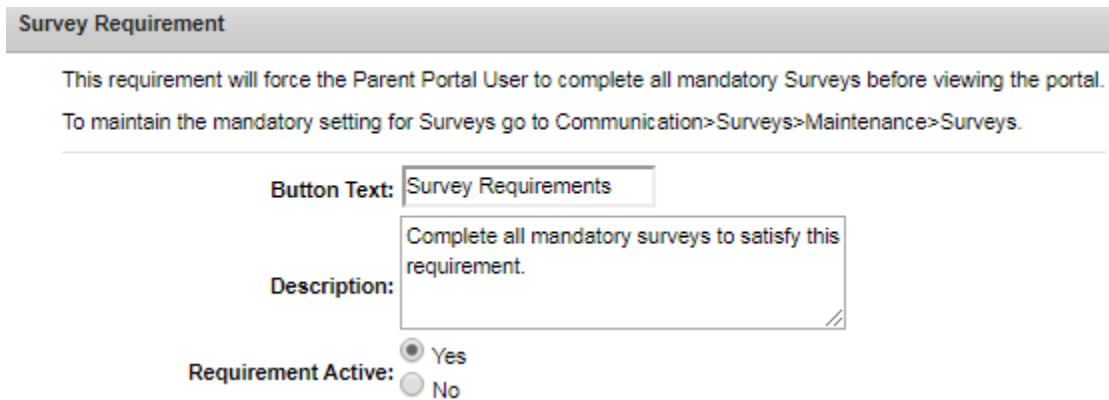 Survey Requirement
This requirement will force the Parent Portal User to complete all mandatory Surveys before viewing the portal.
To maintain the mandatory setting for Surveys go to Communication>Surveys>Maintenance>Surveys.
Button Text: Survey Requirements
Complete all mandatory surveys to satisfy this
requirement.
Description:
Yes
Requirement Active:
No